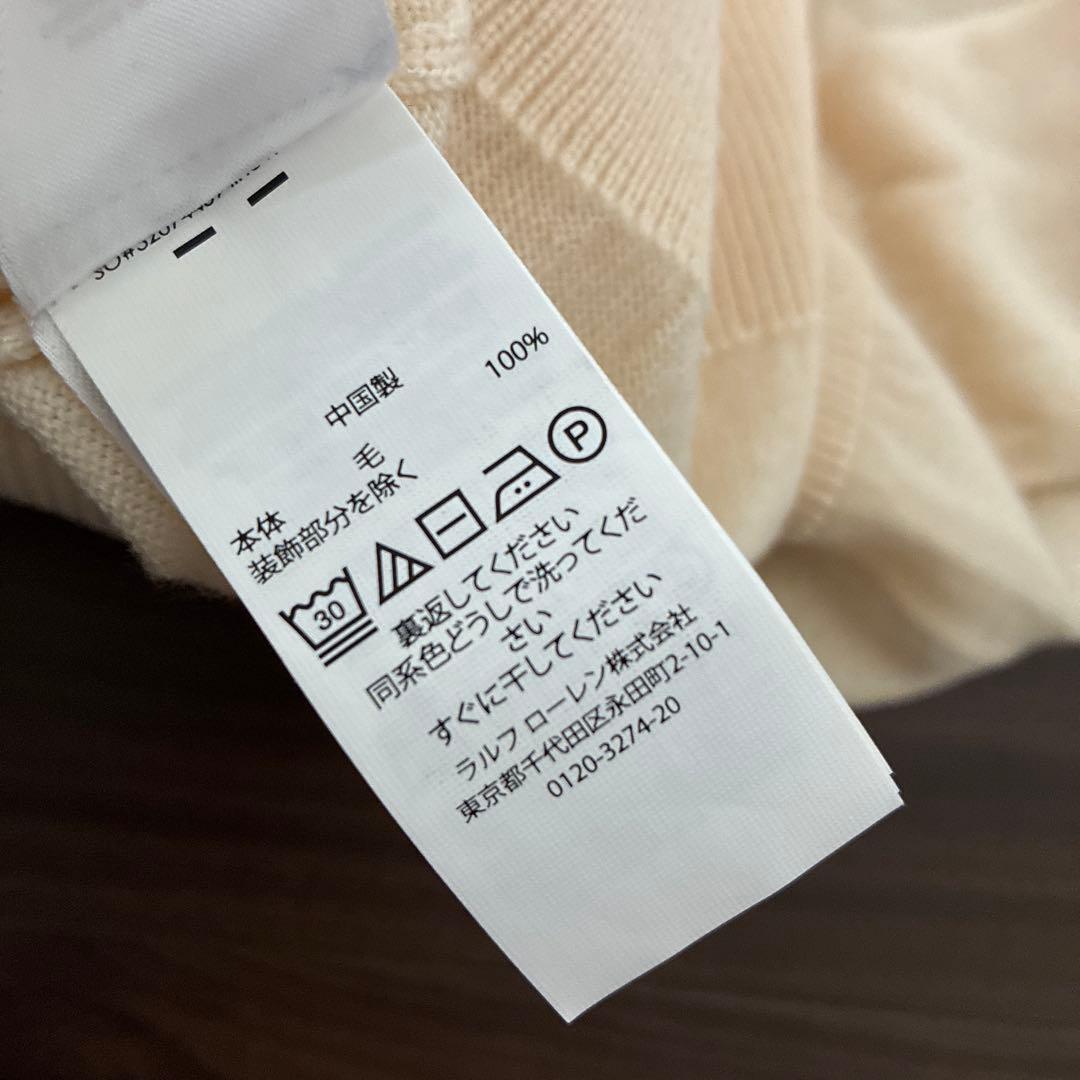 中国製
本体 毛 100%
装飾部分を除く
30
P
裏返してください
同系色どうしで洗ってくだ
さい
すぐに干してください
ラルフ ローレン株式会社
東京都千代田区永田町2-10-1
0120-3274-20